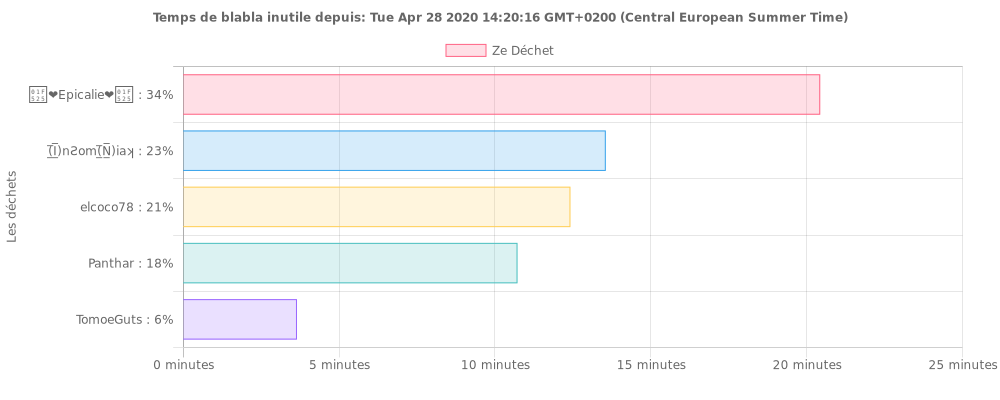 Temps de blabla inutile depuis: Tue Apr 28 2020 14:20:16 GMT+0200 (Central European Summer Time)
Ze Déchet
Les déchets
🔥❤Epicalie❤🔥 : 34%
(̲̅I̲̅)nƧom(̲̅N̲̅)iaʞ : 23%
elcoco78 : 21%
Panthar : 18%
TomoeGuts : 6%
0 minutes 5 minutes 10 minutes 15 minutes 20 minutes 25 minutes